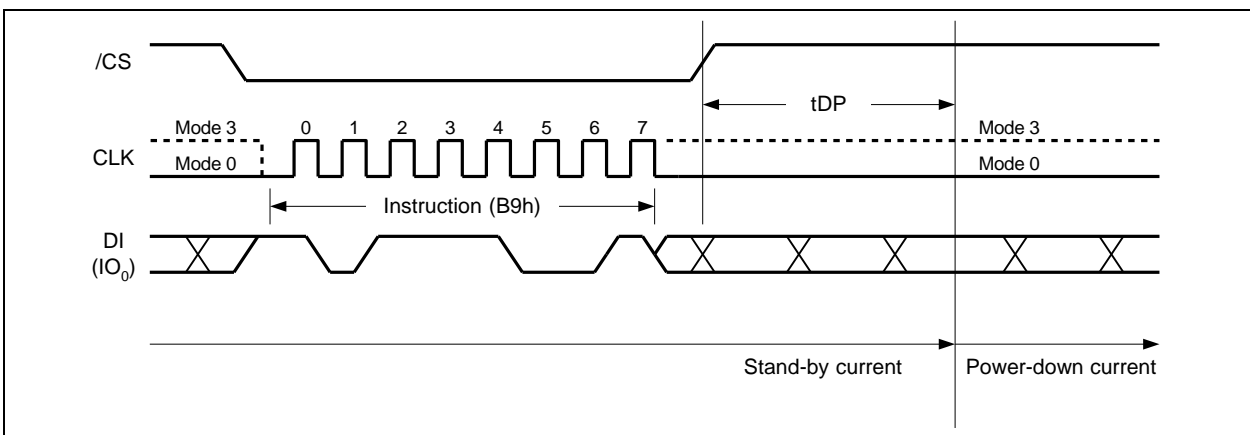 /CS
tDP
Mode 3
0 1 2 3 4 5 6 7
Mode 3
CLK
Mode 0
Mode 0
Instruction (B9h)
DI
(IO₀)
Stand-by current
Power-down current